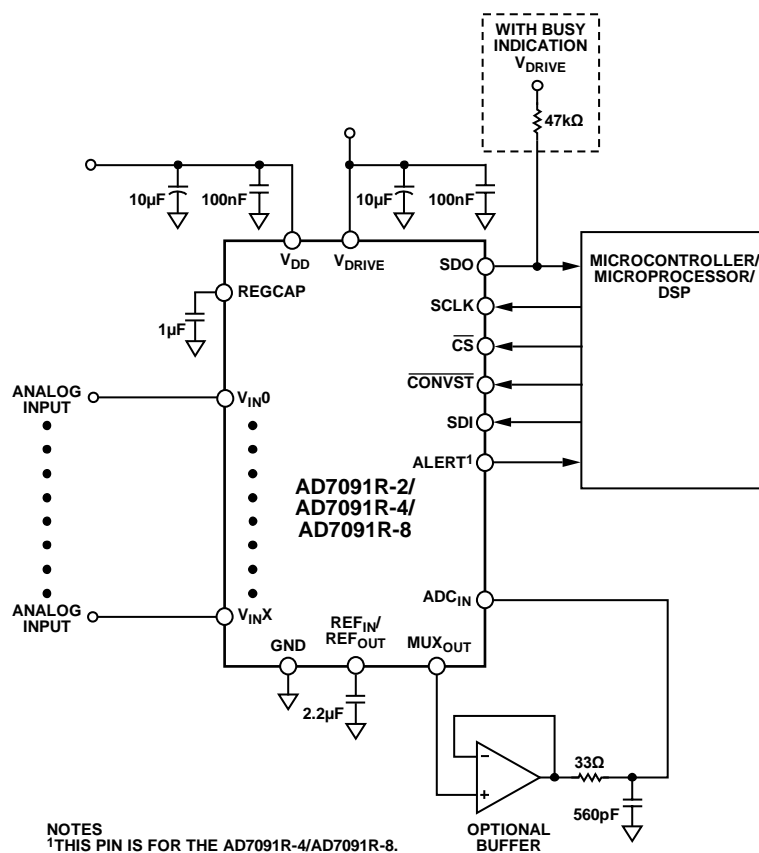 WITH BUSY
INDICATION
VDRIVE
47kΩ
10µF
100nF
10µF
100nF
VDD
VDRIVE
SDO
MICROCONTROLLER/
MICROPROCESSOR/
DSP
REGCAP
SCLK
1µF
CS
CONVST
ANALOG
INPUT
VIN0
SDI
ALERT1
AD7091R-2/
AD7091R-4/
AD7091R-8
ANALOG
INPUT
VINX
ADCIN
GND
REFIN/
REFOUT
MUXOUT
2.2µF
−
+
33Ω
560pF
OPTIONAL
BUFFER
NOTES
1THIS PIN IS FOR THE AD7091R-4/AD7091R-8.